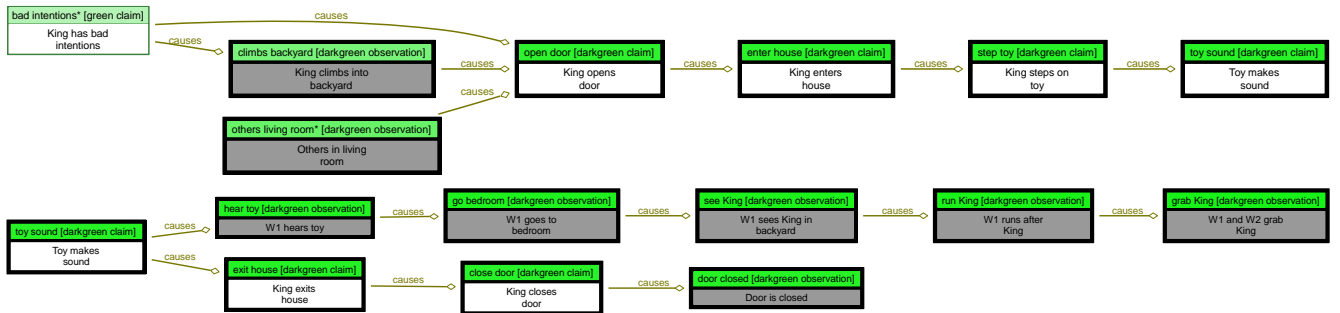 bad intentions* [green claim]
King has bad
intentions
causes
causes
climbs backyard [darkgreen observation]
King climbs into
backyard
causes
others living room* [darkgreen observation]
Others in living
room
causes
open door [darkgreen claim]
King opens
door
causes
enter house [darkgreen claim]
King enters
house
causes
step toy [darkgreen claim]
King steps on
toy
causes
toy sound [darkgreen claim]
Toy makes
sound
toy sound [darkgreen claim]
Toy makes
sound
causes
hear toy [darkgreen observation]
W1 hears toy
causes
go bedroom [darkgreen observation]
W1 goes to
bedroom
causes
see King [darkgreen observation]
W1 sees King in
backyard
causes
run King [darkgreen observation]
W1 runs after
King
causes
grab King [darkgreen observation]
W1 and W2 grab
King
causes
exit house [darkgreen claim]
King exits
house
causes
close door [darkgreen claim]
King closes
door
causes
door closed [darkgreen observation]
Door is closed